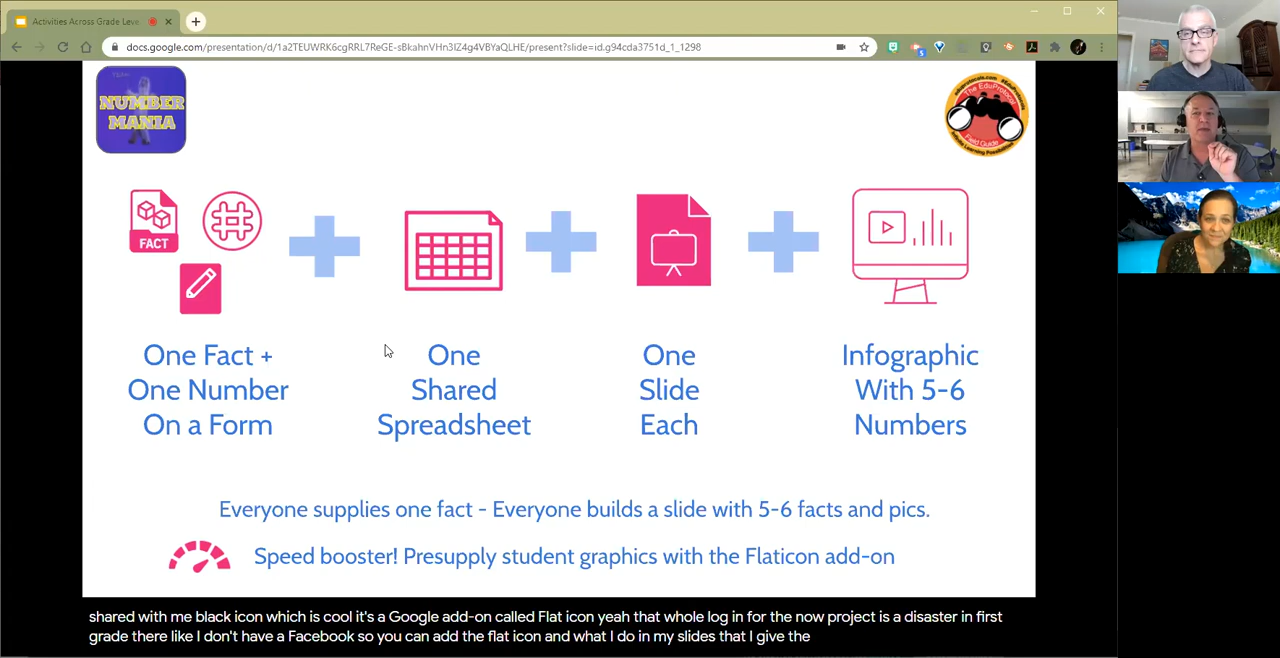 Activities Across Grade Leve
docs.google.com/presentation/d/1a2TEUWRK6cgRRL7ReGE-sBkahnVHn3IZ4g4VBYaQLHE/present?slide=id.g94cda3751d_1_1298
NUMBER
MANIA
The EduProtocol
Field Guide
FACT
One Fact +
One Number
On a Form
One
Shared
Spreadsheet
One
Slide
Each
Infographic
With 5-6
Numbers
Everyone supplies one fact - Everyone builds a slide with 5-6 facts and pics.
Speed booster! Presupply student graphics with the Flaticon add-on
shared with me black icon which is cool it's a Google add-on called Flat icon yeah that whole log in for the now project is a disaster in first
grade there like I don't have a Facebook so you can add the flat icon and what I do in my slides that I give the